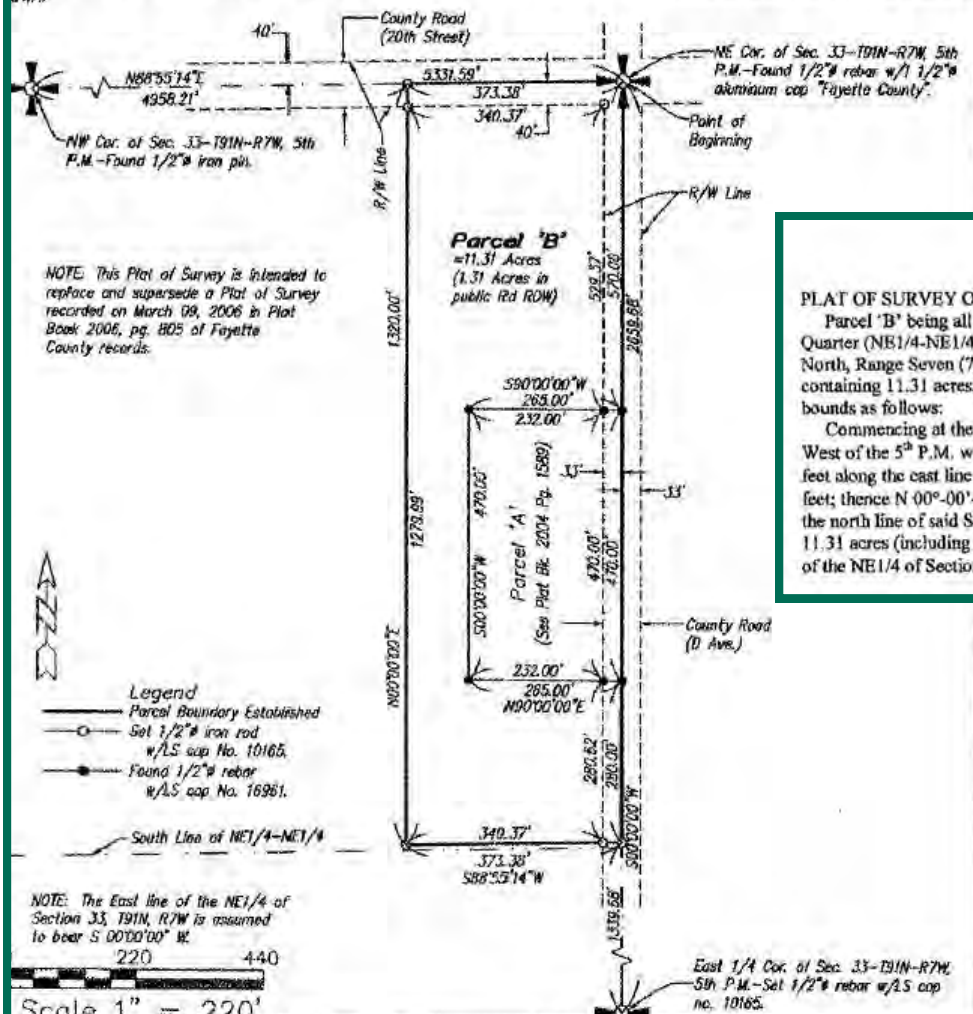 County Road
(20th Street)
40'
N88°55'14"E
4958.21'
5331.59'
373.38'
340.37'
40'
NE Cor. of Sec. 33-T91N-R7W, 5th
P.M.-Found 1/2"ø rebar w/1 1/2"ø
aluminum cap "Fayette County".
Point of
Beginning
NW Cor. of Sec. 33-T91N-R7W, 5th
P.M.-Found 1/2"ø iron pin.
R/W Line
R/W Line
Parcel 'B'
=11.31 Acres
(1.31 Acres in
public Rd ROW)
529.37'
570.00'
2659.68'
NOTE: This Plat of Survey is intended to
replace and supersede a Plat of Survey
recorded on March 09, 2006 in Plat
Book 2006, pg. 805 of Fayette
County records.
1320.00'
1279.99'
N00°00'00"E
S90°00'00"W
265.00'
232.00'
S00°00'00"W 470.00'
Parcel 'A'
(See Plat Bk. 2004 Pg. 1589)
33'
33'
470.00'
470.00'
County Road
(D Ave.)
232.00'
265.00'
N90°00'00"E
280.62'
280.00'
S00°00'00"W
Legend
Parcel Boundary Established
Set 1/2"ø iron rod
w/LS cap No. 10165.
Found 1/2"ø rebar
w/LS cap No. 16961.
South Line of NE1/4-NE1/4
340.37'
373.38'
S88°55'14"W
NOTE: The East line of the NE1/4 of
Section 33, T91N, R7W is assumed
to bear S 00°00'00" W.
220 440
Scale 1" = 220'
1339.68'
East 1/4 Cor. of Sec. 33-T91N-R7W,
5th P.M.-Set 1/2"ø rebar w/LS cap
no. 10165.
PLAT OF SURVEY O
Parcel 'B' being all
Quarter (NE1/4-NE1/4
North, Range Seven (7
containing 11.31 acres
bounds as follows:
Commencing at the
West of the 5th P.M. w
feet along the east line
feet; thence N 00°-00'-
the north line of said S
11.31 acres (including
of the NE1/4 of Section